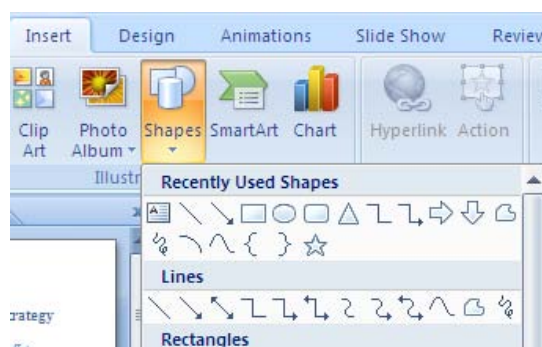 Insert Design Animations Slide Show Review
Clip Art
Photo Album
Shapes
SmartArt
Chart
Hyperlink
Action
Illustr
Recently Used Shapes
Lines
rategy
Rectangles